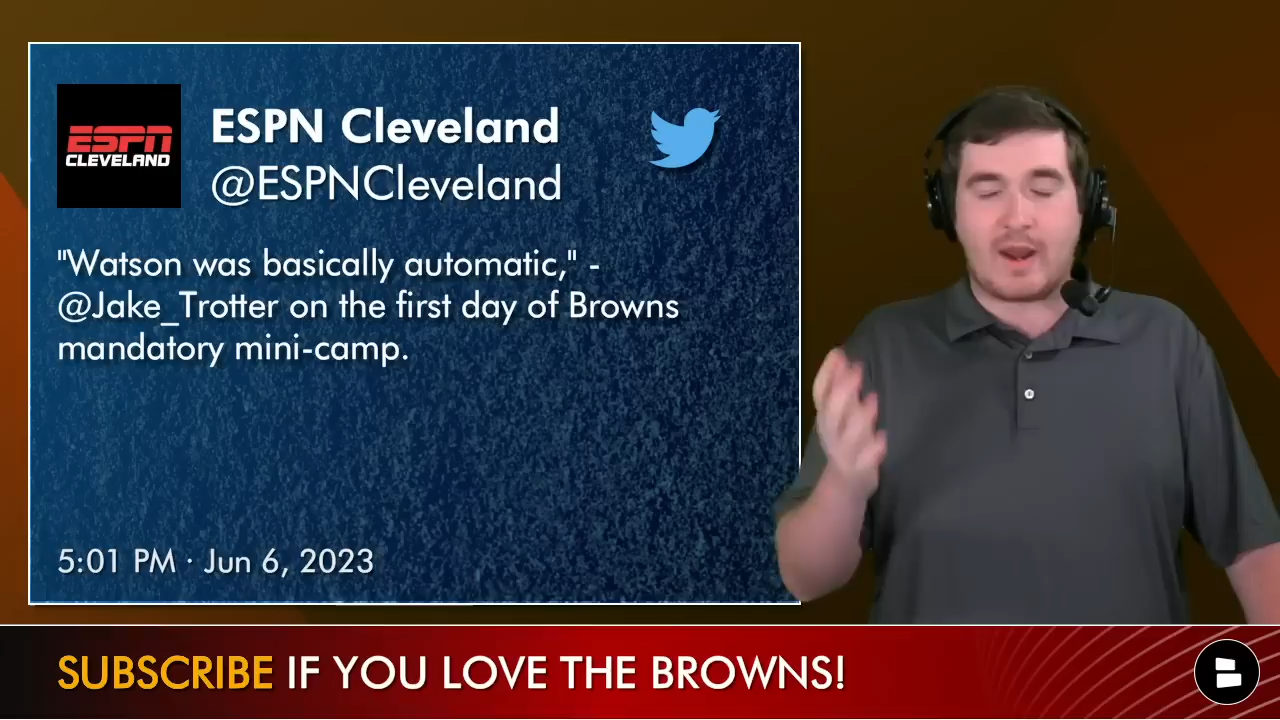 ESPN
CLEVELAND
ESPN Cleveland
@ESPNCleveland
"Watson was basically automatic," -
@Jake_Trotter on the first day of Browns
mandatory mini-camp.
5:01 PM · Jun 6, 2023
SUBSCRIBE IF YOU LOVE THE BROWNS!